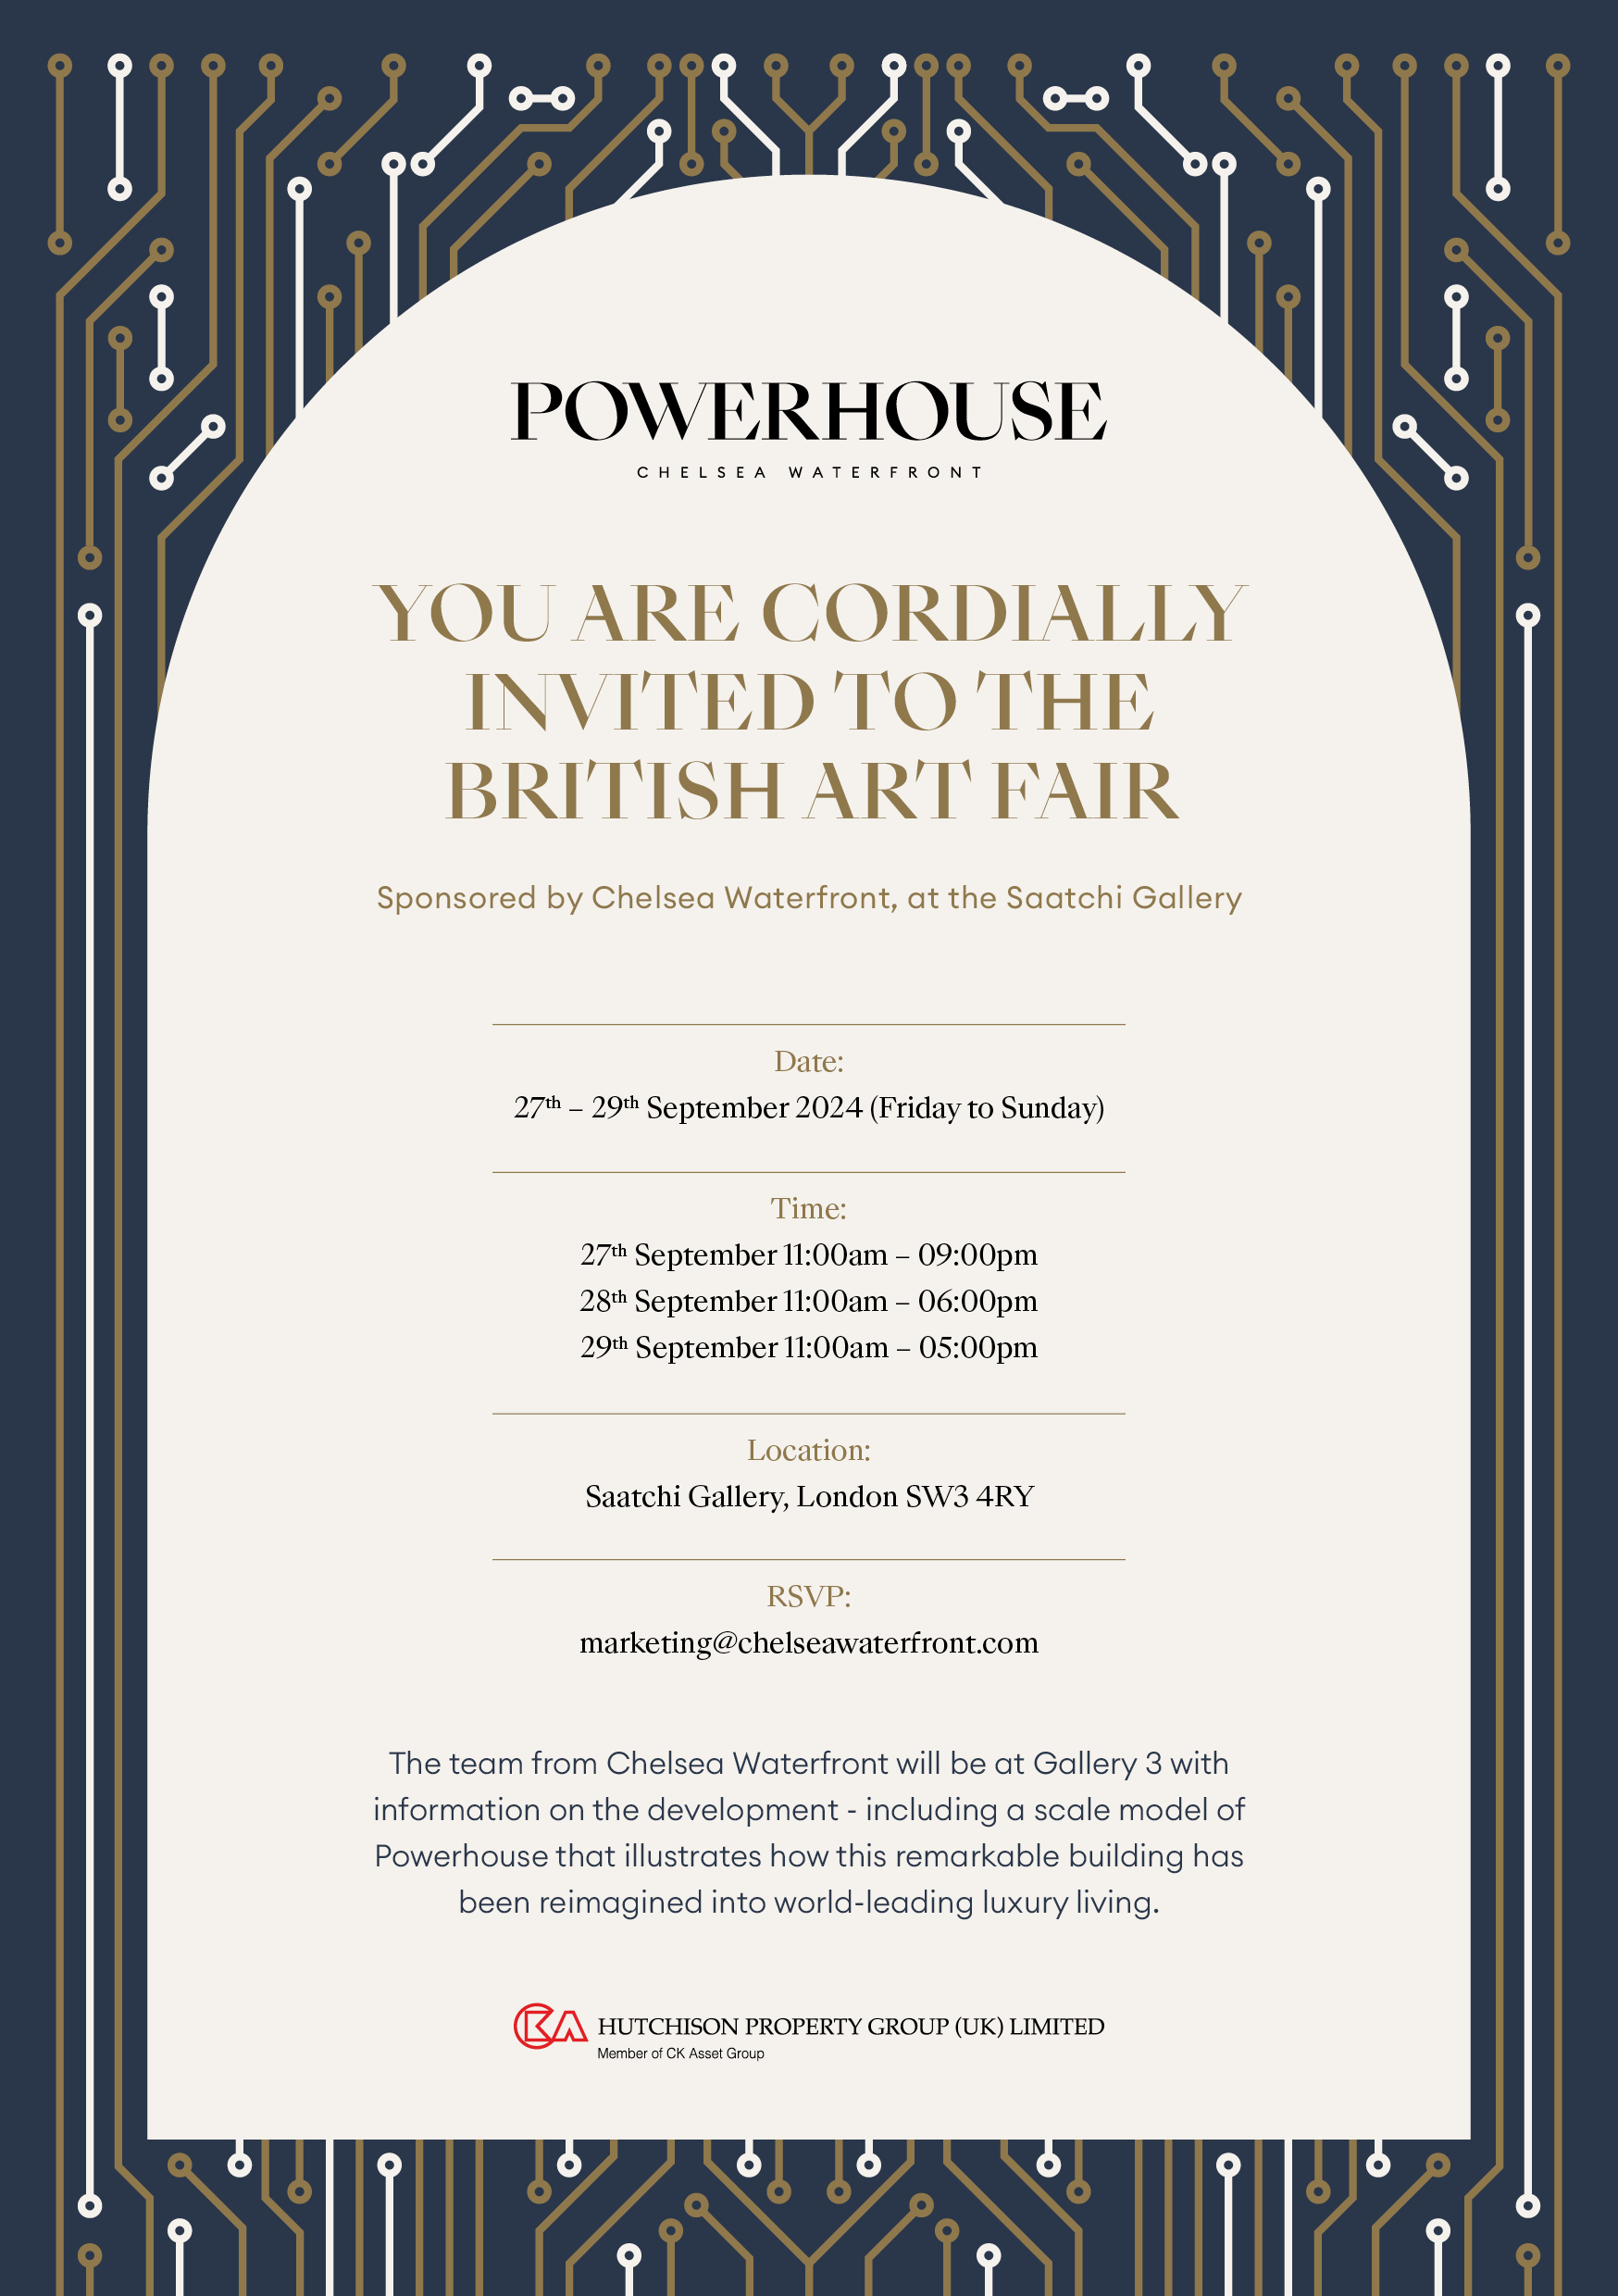 POWERHOUSE
CHELSEA WATERFRONT
YOU ARE CORDIALLY
INVITED TO THE
BRITISH ART FAIR
Sponsored by Chelsea Waterfront, at the Saatchi Gallery
Date:
27th – 29th September 2024 (Friday to Sunday)
Time:
27th September 11:00am – 09:00pm
28th September 11:00am – 06:00pm
29th September 11:00am – 05:00pm
Location:
Saatchi Gallery, London SW3 4RY
RSVP:
marketing@chelseawaterfront.com
The team from Chelsea Waterfront will be at Gallery 3 with
information on the development - including a scale model of
Powerhouse that illustrates how this remarkable building has
been reimagined into world-leading luxury living.
CKA HUTCHISON PROPERTY GROUP (UK) LIMITED
Member of CK Asset Group